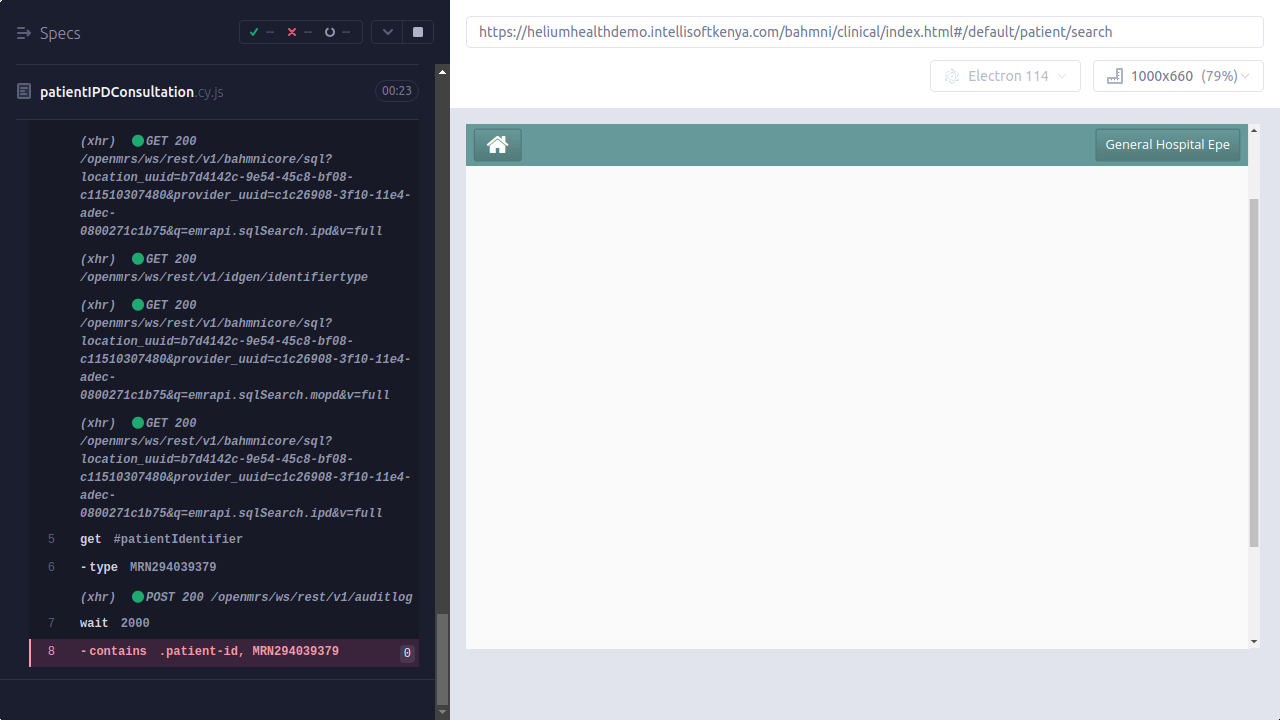 Specs
--
--
--
patientIPDConsultation.cy.js
00:23
(xhr) GET 200
/openmrs/ws/rest/v1/bahmnicore/sql?
location_uuid=b7d4142c-9e54-45c8-bf08-
c11510307480&provider_uuid=c1c26908-3f10-11e4-
adec-
0800271c1b75&q=emrapi.sqlSearch.ipd&v=full
(xhr) GET 200
/openmrs/ws/rest/v1/idgen/identifiertype
(xhr) GET 200
/openmrs/ws/rest/v1/bahmnicore/sql?
location_uuid=b7d4142c-9e54-45c8-bf08-
c11510307480&provider_uuid=c1c26908-3f10-11e4-
adec-
0800271c1b75&q=emrapi.sqlSearch.mopd&v=full
(xhr) GET 200
/openmrs/ws/rest/v1/bahmnicore/sql?
location_uuid=b7d4142c-9e54-45c8-bf08-
c11510307480&provider_uuid=c1c26908-3f10-11e4-
adec-
0800271c1b75&q=emrapi.sqlSearch.ipd&v=full
5 get #patientIdentifier
6 -type MRN294039379
(xhr) POST 200 /openmrs/ws/rest/v1/auditlog
7 wait 2000
8 -contains .patient-id, MRN294039379 0
https://heliumhealthdemo.intellisoftkenya.com/bahmni/clinical/index.html#/default/patient/search
Electron 114
1000x660 (79%)
General Hospital Epe